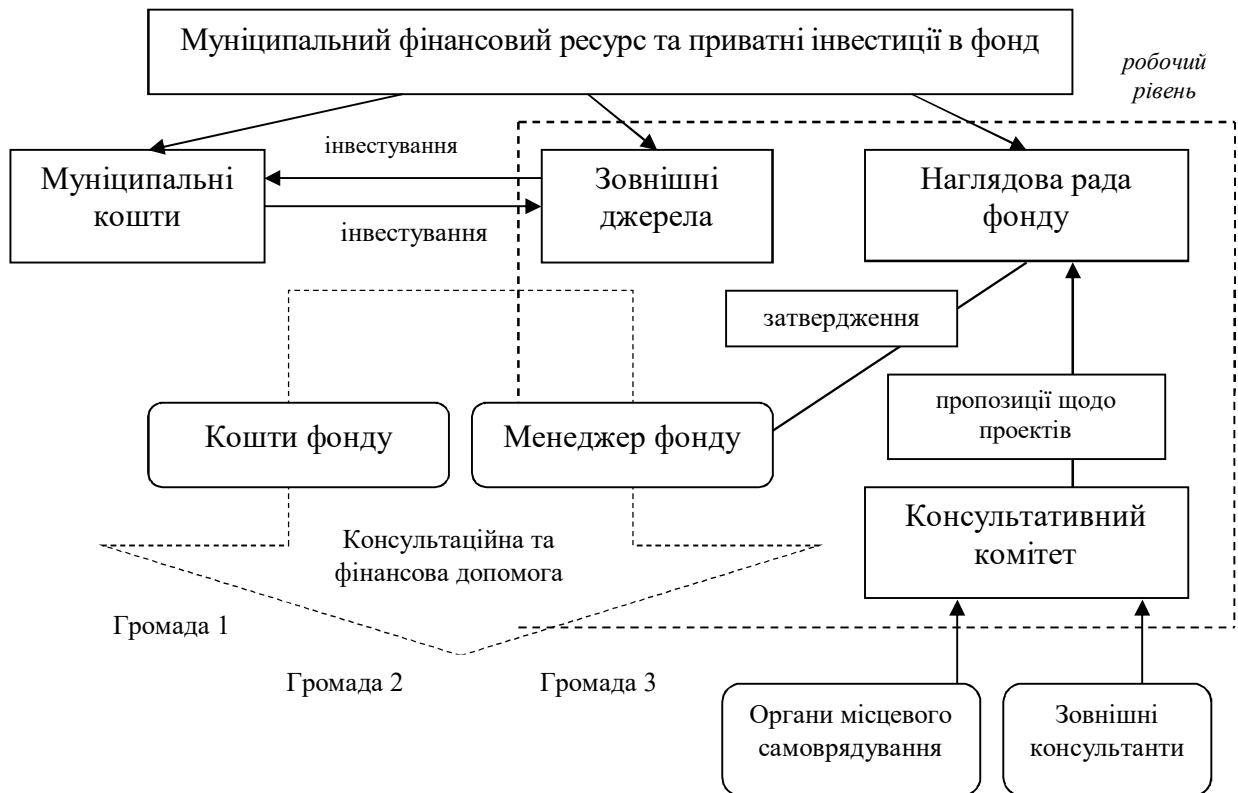 Муніципальний фінансовий ресурс та приватні інвестиції в фонд
робочий
рівень
інвестування
Муніципальні
кошти
Зовнішні
джерела
Наглядова рада
фонду
інвестування
затвердження
пропозиції щодо
проектів
Кошти фонду
Менеджер фонду
Консультативний
комітет
Консультаційна та
фінансова допомога
Громада 1
Громада 2
Громада 3
Органи місцевого
самоврядування
Зовнішні
консультанти